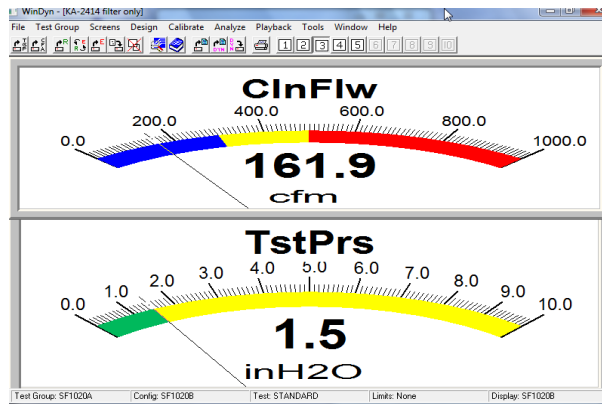 WinDyn - [KA-2414 filter only]
File Test Group Screens Design Calibrate Analyze Playback Tools Window Help
1 2 3 4 5 6 7 8 9 10
ClnFlw
0.0 200.0 400.0 600.0 800.0 1000.0
161.9
cfm
TstPrs
0.0 1.0 2.0 3.0 4.0 5.0 6.0 7.0 8.0 9.0 10.0
1.5
inH2O
Test Group: SF1020A Config: SF1020B Test: STANDARD Limits: None Display: SF1020B